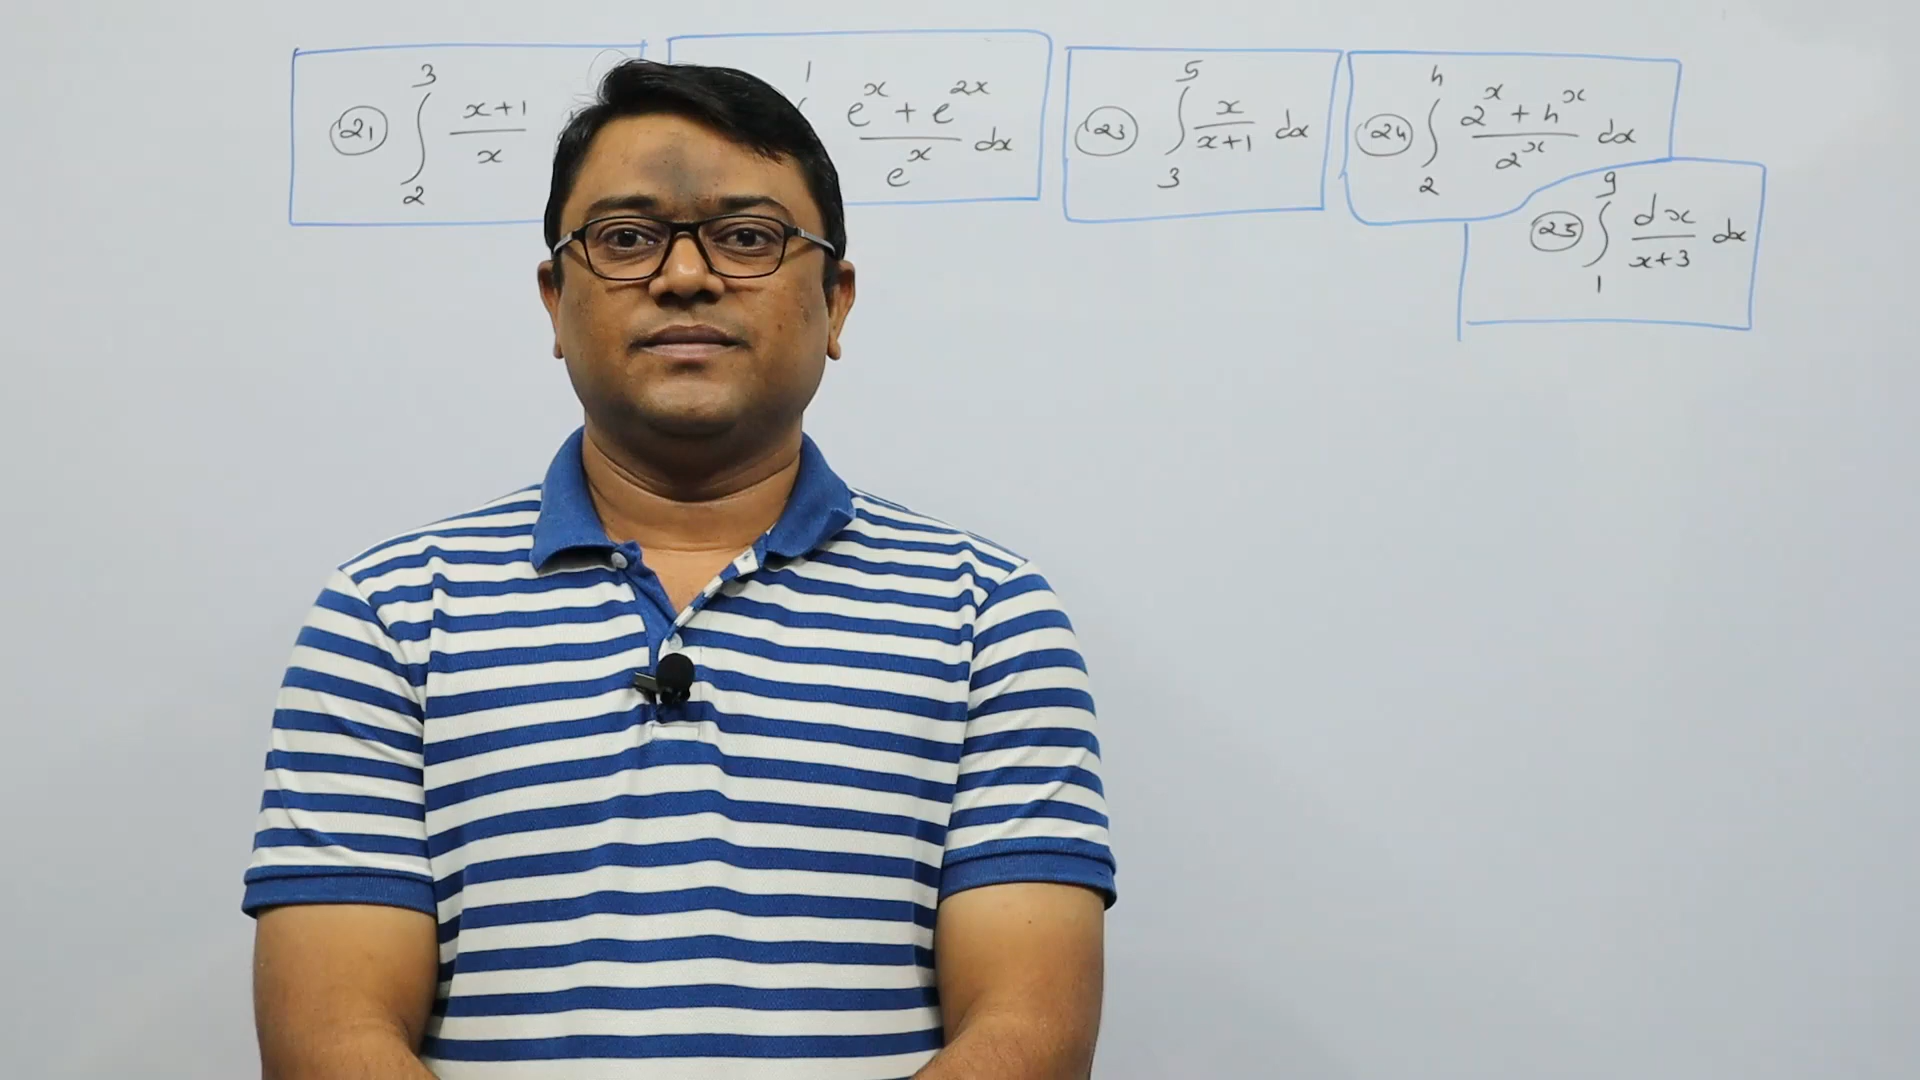 (21) ∫₂³ (x+1)/x
∫¹ (eˣ + e²ˣ)/eˣ dx
(23) ∫₃⁵ x/(x+1) dx
(24) ∫₂⁴ (2ˣ + 4ˣ)/2ˣ dx
(25) ∫₁⁹ dx/(x+3) dx